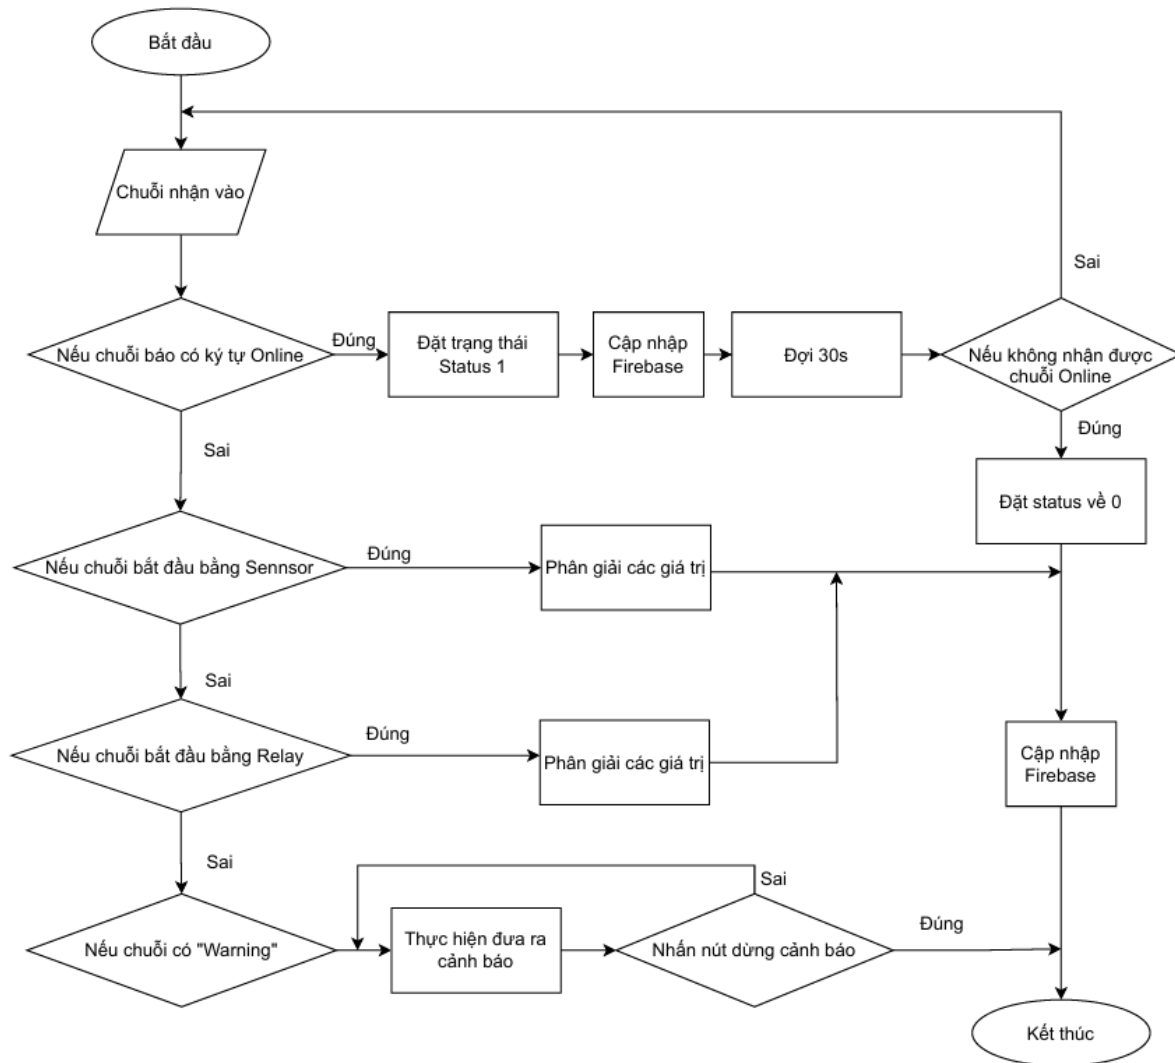 Bắt đầu
Chuỗi nhận vào
Sai
Nếu chuỗi báo có ký tự Online
Đúng
Đặt trạng thái
Status 1
Cập nhập
Firebase
Đợi 30s
Nếu không nhận được
chuỗi Online
Đúng
Sai
Đặt status về 0
Nếu chuỗi bắt đầu bằng Sennsor
Đúng
Phân giải các giá trị
Sai
Nếu chuỗi bắt đầu bằng Relay
Đúng
Phân giải các giá trị
Cập nhập
Firebase
Sai
Nếu chuỗi có "Warning"
Thực hiện đưa ra
cảnh báo
Sai
Nhấn nút dừng cảnh báo
Đúng
Kết thúc